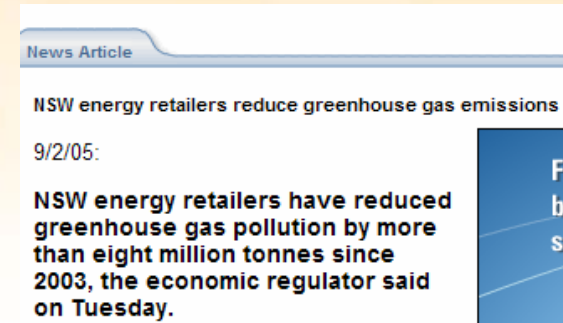 News Article
NSW energy retailers reduce greenhouse gas emissions
9/2/05:
NSW energy retailers have reduced
greenhouse gas pollution by more
than eight million tonnes since
2003, the economic regulator said
on Tuesday.